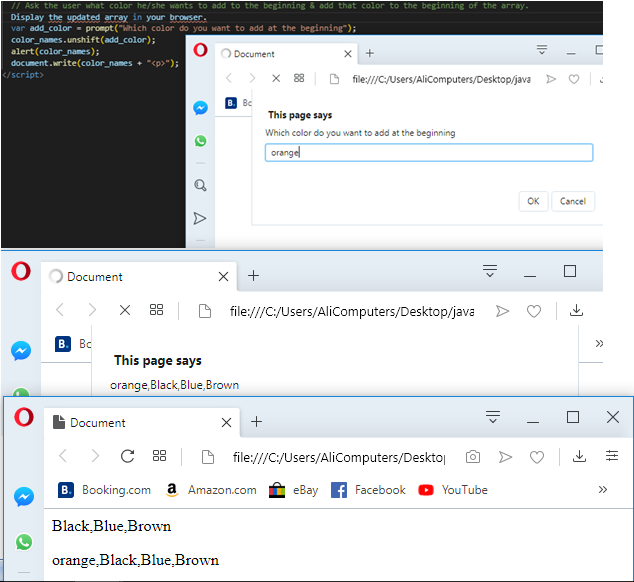 // Ask the user what color he/she wants to add to the beginning & add that color to the beginning of the array.
Display the updated array in your browser.
var add_color = prompt("Which color do you want to add at the beginning");
color_names.unshift(add_color);
alert(color_names);
document.write(color_names + "<p>");
</script>
Document
file:///C:/Users/AliComputers/Desktop/java
B. Bo
This page says
Which color do you want to add at the beginning
orange
OK Cancel
Document
file:///C:/Users/AliComputers/Desktop/java
B. Bo
This page says
orange,Black,Blue,Brown
Document
file:///C:/Users/AliComputers/Desktop
B. Booking.com a Amazon.com eBay Facebook YouTube
Black,Blue,Brown
orange,Black,Blue,Brown